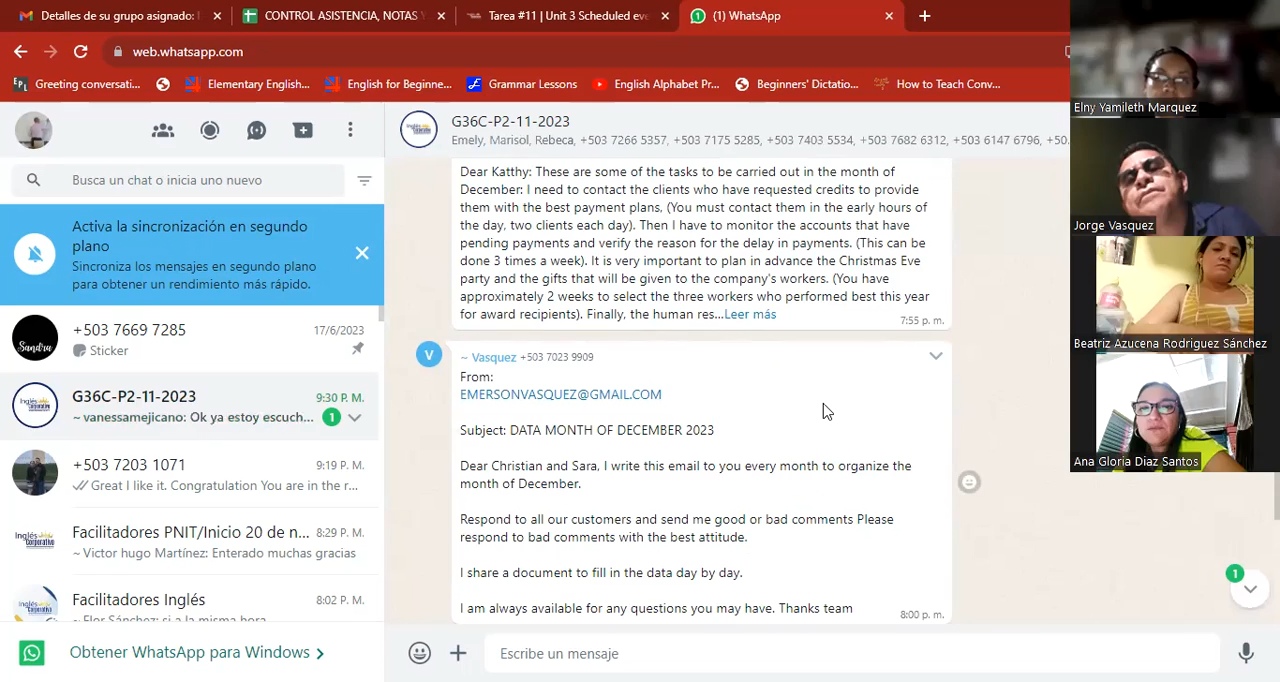 Detalles de su grupo asignado:
CONTROL ASISTENCIA, NOTAS Y
Tarea #11 | Unit 3 Scheduled eve
(1) WhatsApp
web.whatsapp.com
Greeting conversati...
Elementary English...
English for Beginne...
Grammar Lessons
English Alphabet Pr...
Beginners' Dictatio...
How to Teach Conv...
Busca un chat o inicia uno nuevo
Activa la sincronización en segundo
plano
Sincroniza los mensajes en segundo plano
para obtener un rendimiento más rápido.
+503 7669 7285
17/6/2023
Sandra
Sticker
G36C-P2-11-2023
9:30 P. M.
~ vanessamejicano: Ok ya estoy escuch...
1
+503 7203 1071
9:19 P. M.
Great I like it. Congratulation You are in the r...
Facilitadores PNIT/Inicio 20 de n...
8:29 P. M.
~ Victor hugo Martínez: Enterado muchas gracias
Facilitadores Inglés
8:02 P. M.
~ Flor Sánchez: si a la misma hora
Obtener WhatsApp para Windows
G36C-P2-11-2023
Emely, Marisol, Rebeca, +503 7266 5357, +503 7175 5285, +503 7403 5534, +503 7682 6312, +503 6147 6796, +50
Dear Katthy: These are some of the tasks to be carried out in the month of
December: I need to contact the clients who have requested credits to provide
them with the best payment plans, (You must contact them in the early hours of
the day, two clients each day). Then I have to monitor the accounts that have
pending payments and verify the reason for the delay in payments. (This can be
done 3 times a week). It is very important to plan in advance the Christmas Eve
party and the gifts that will be given to the company's workers. (You have
approximately 2 weeks to select the three workers who performed best this year
for award recipients). Finally, the human res...Leer más
7:55 p. m.
V
~ Vasquez +503 7023 9909
From:
EMERSONVASQUEZ@GMAIL.COM
Subject: DATA MONTH OF DECEMBER 2023
Dear Christian and Sara, I write this email to you every month to organize the
month of December.
Respond to all our customers and send me good or bad comments Please
respond to bad comments with the best attitude.
I share a document to fill in the data day by day.
I am always available for any questions you may have. Thanks team
8:00 p. m.
1
Escribe un mensaje
Elny Yamileth Marquez
Jorge Vasquez
Beatriz Azucena Rodriguez Sánchez
Ana Gloria Diaz Santos